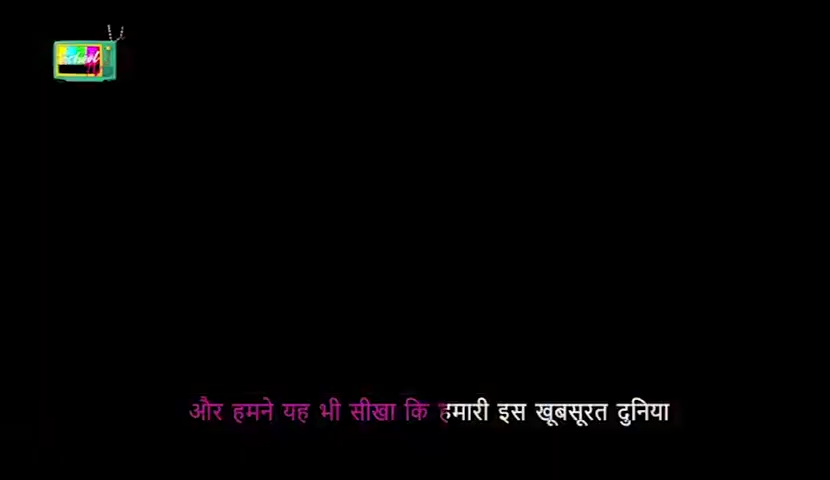 और हमने यह भी सीखा कि हमारी इस खूबसूरत दुनिया